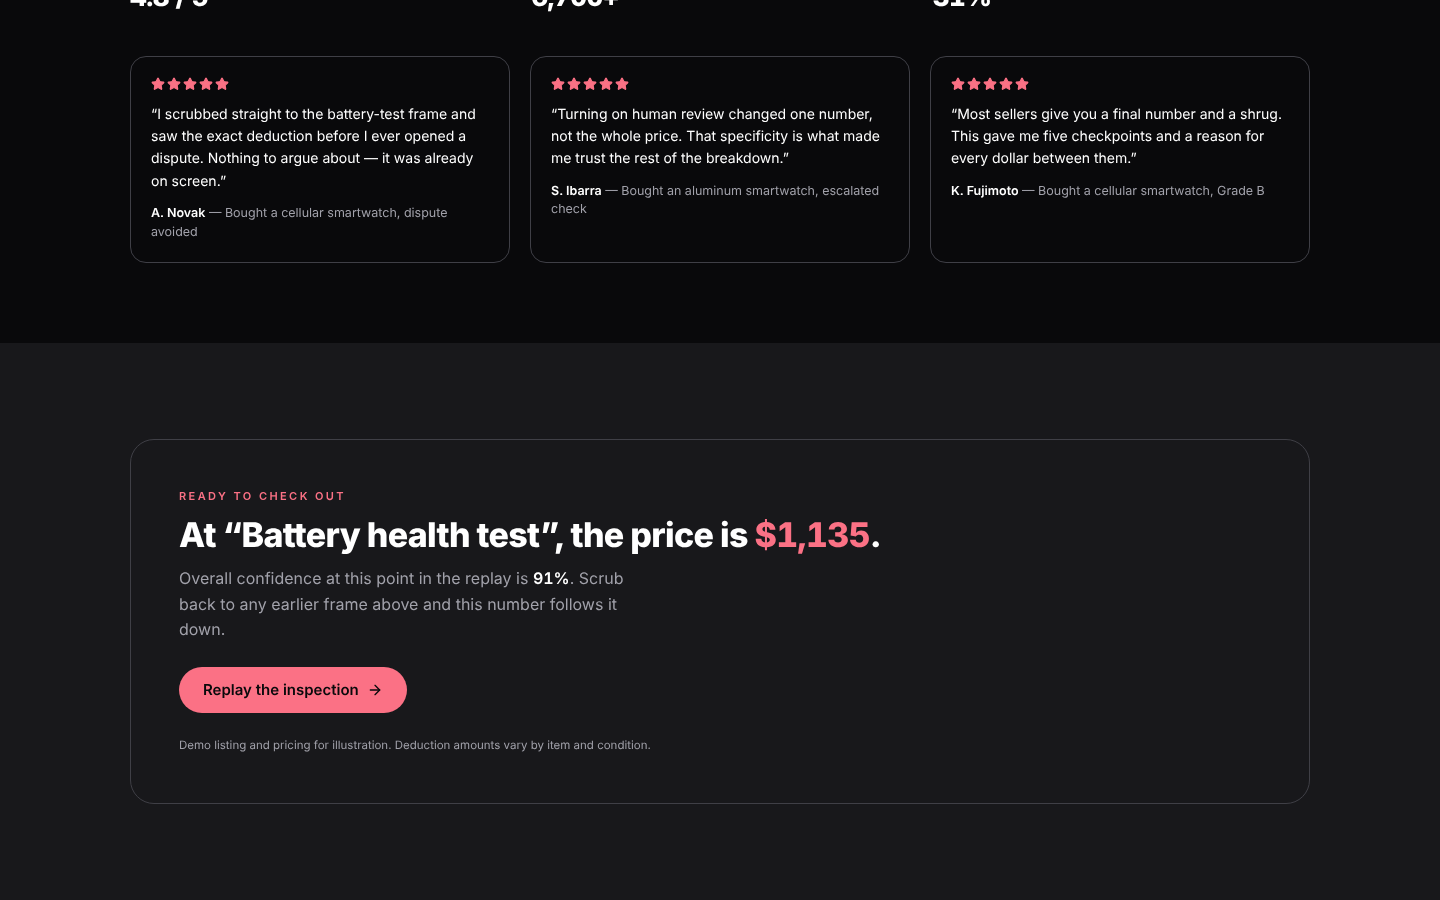 “I scrubbed straight to the battery-test frame and
saw the exact deduction before I ever opened a
dispute. Nothing to argue about — it was already
on screen.”
A. Novak — Bought a cellular smartwatch, dispute
avoided
“Turning on human review changed one number,
not the whole price. That specificity is what made
me trust the rest of the breakdown.”
S. Ibarra — Bought an aluminum smartwatch, escalated
check
“Most sellers give you a final number and a shrug.
This gave me five checkpoints and a reason for
every dollar between them.”
K. Fujimoto — Bought a cellular smartwatch, Grade B
READY TO CHECK OUT
At “Battery health test”, the price is $1,135.
Overall confidence at this point in the replay is 91%. Scrub
back to any earlier frame above and this number follows it
down.
Replay the inspection →
Demo listing and pricing for illustration. Deduction amounts vary by item and condition.